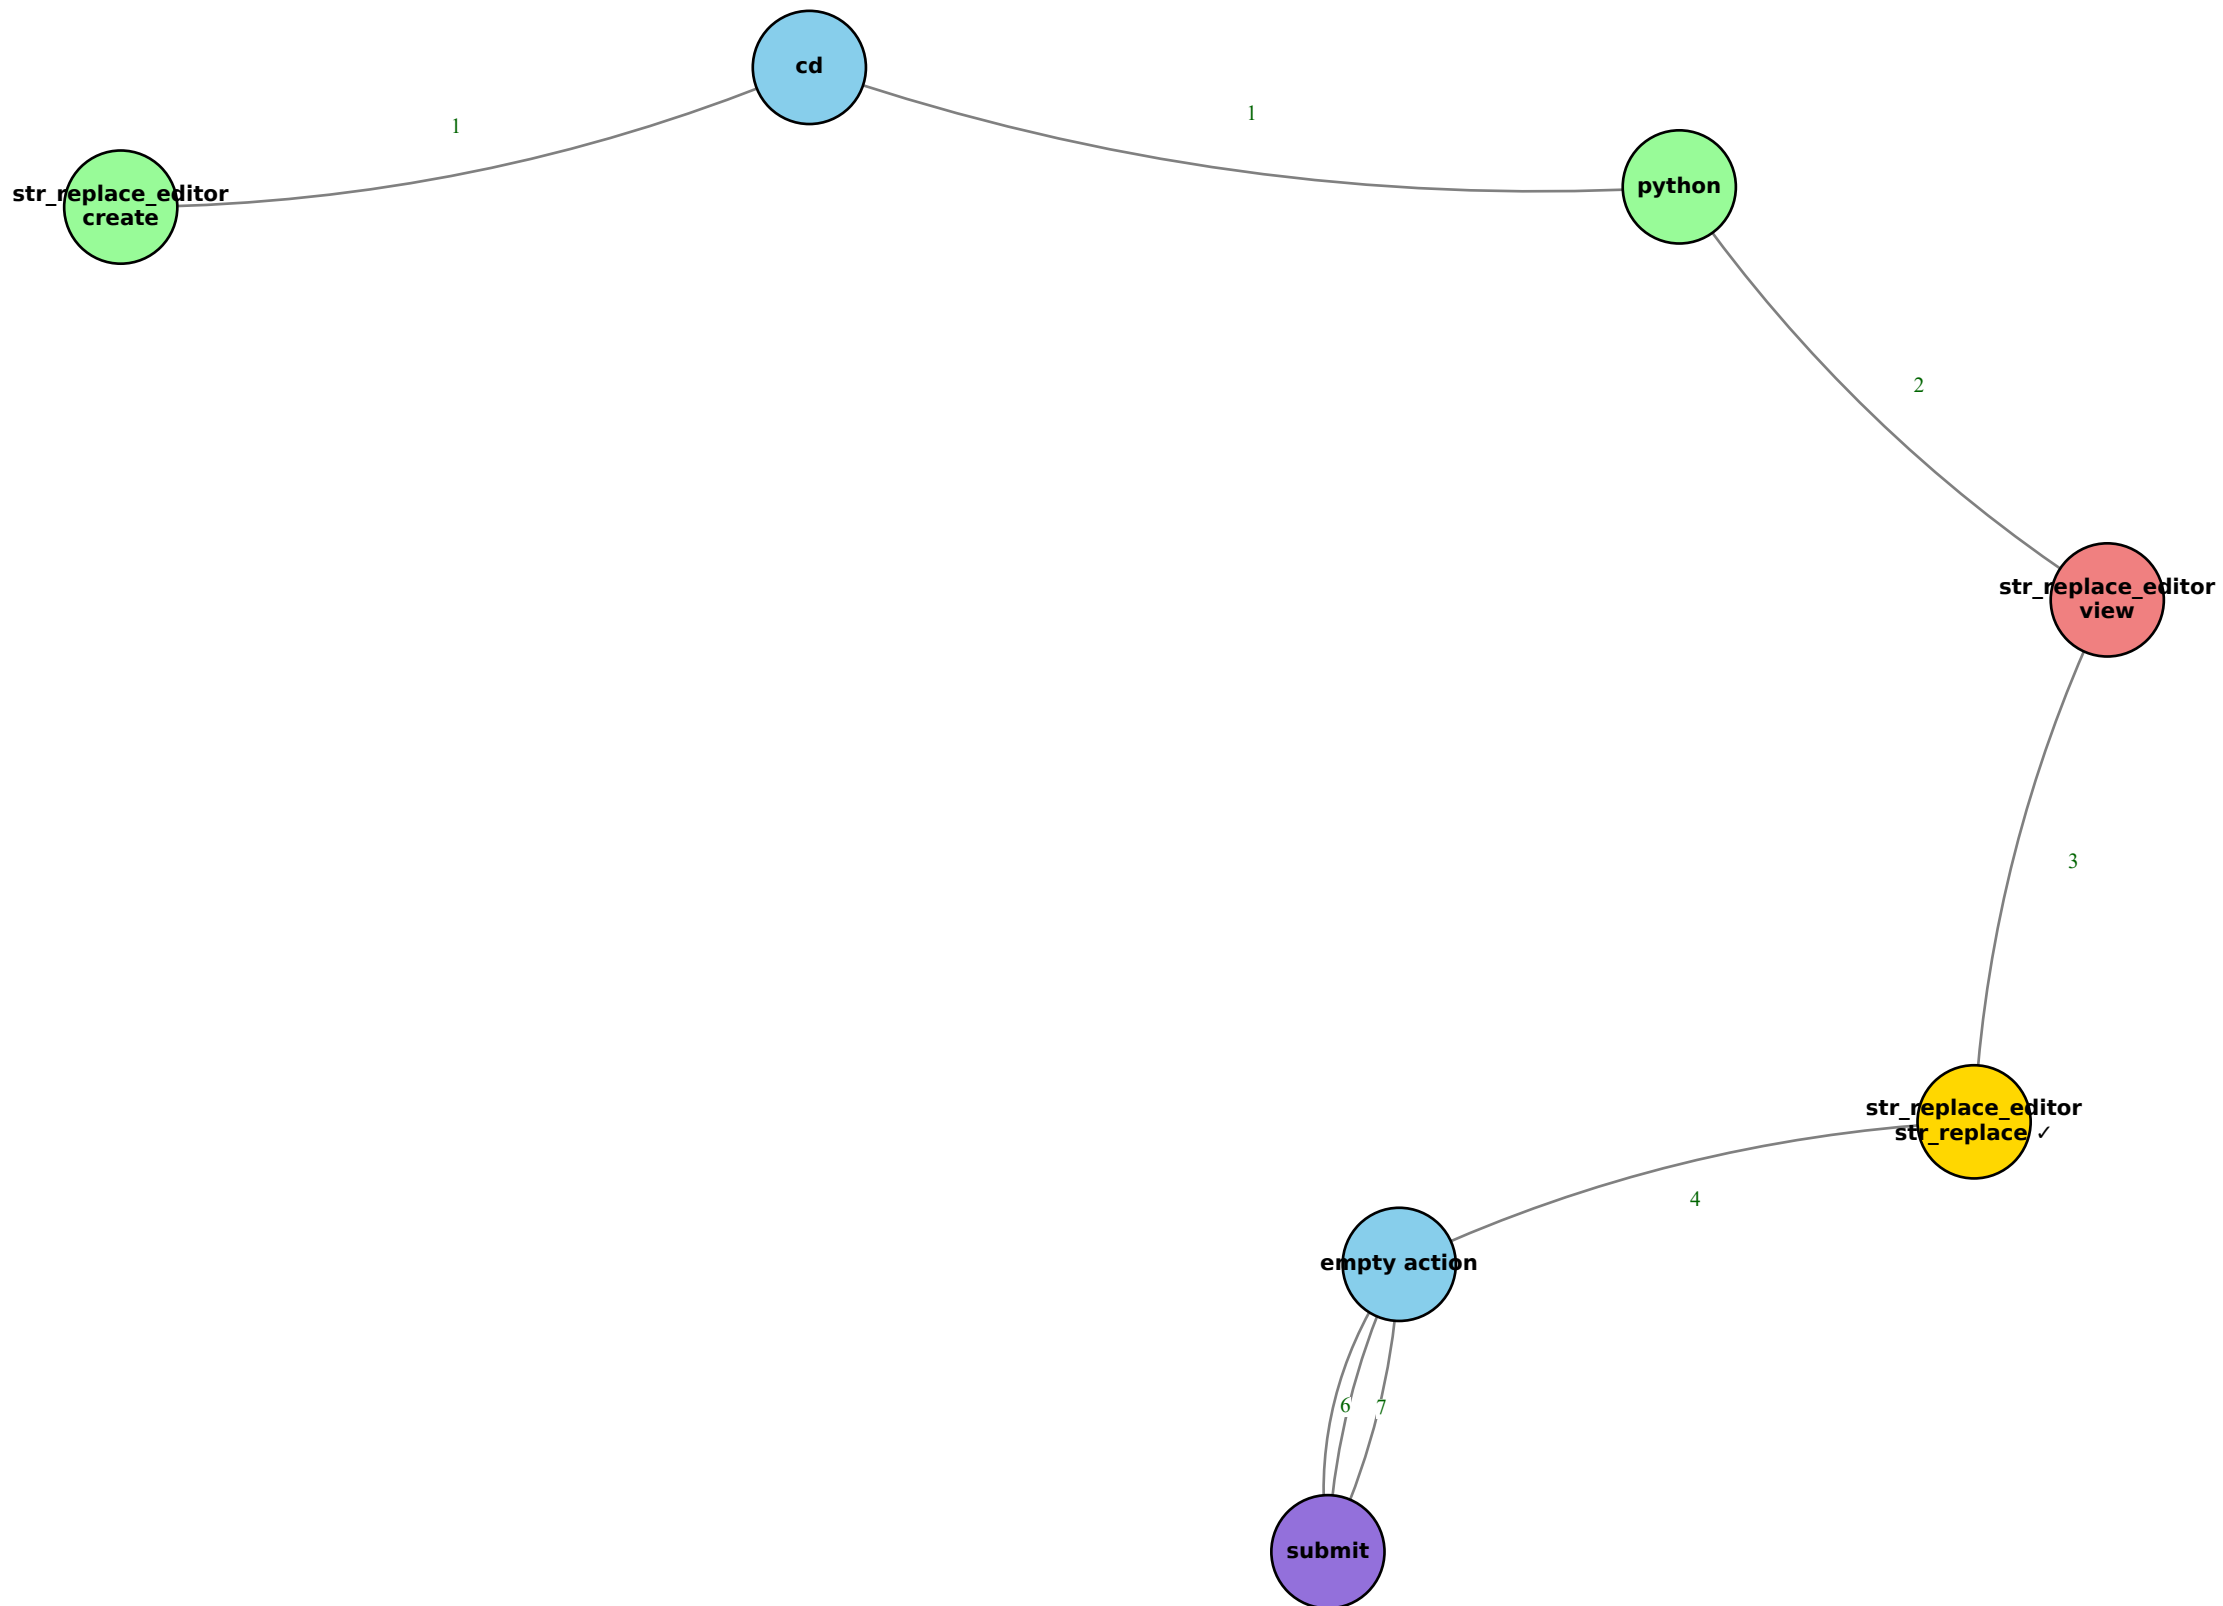 cd
1
1
str_replace_editor
create
python
2
str_replace_editor
view
3
str_replace_editor
str_replace ✓
4
empty action
6
7
submit